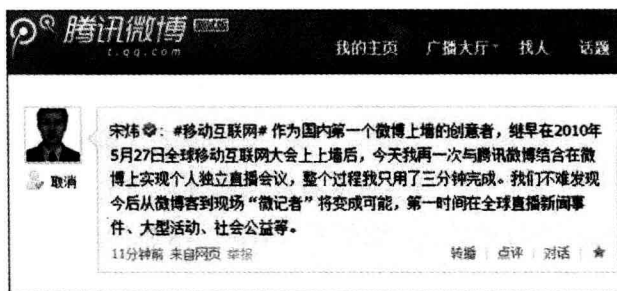 腾讯微博
t.qq.com
我的主页 广播大厅 找人 话题
宋炜：#移动互联网# 作为国内第一个微博上墙的创意者，继早在2010年
5月27日全球移动互联网大会上上墙后，今天我再一次与腾讯微博结合在微
博上实现个人独立直播会议，整个过程我只用了三分钟完成。我们不难发现
今后从微博客到现场“微记者”将变成可能，第一时间在全球直播新闻事
件、大型活动、社会公益等。
取消
11分钟前 来自网页 举报 转播 点评 对话